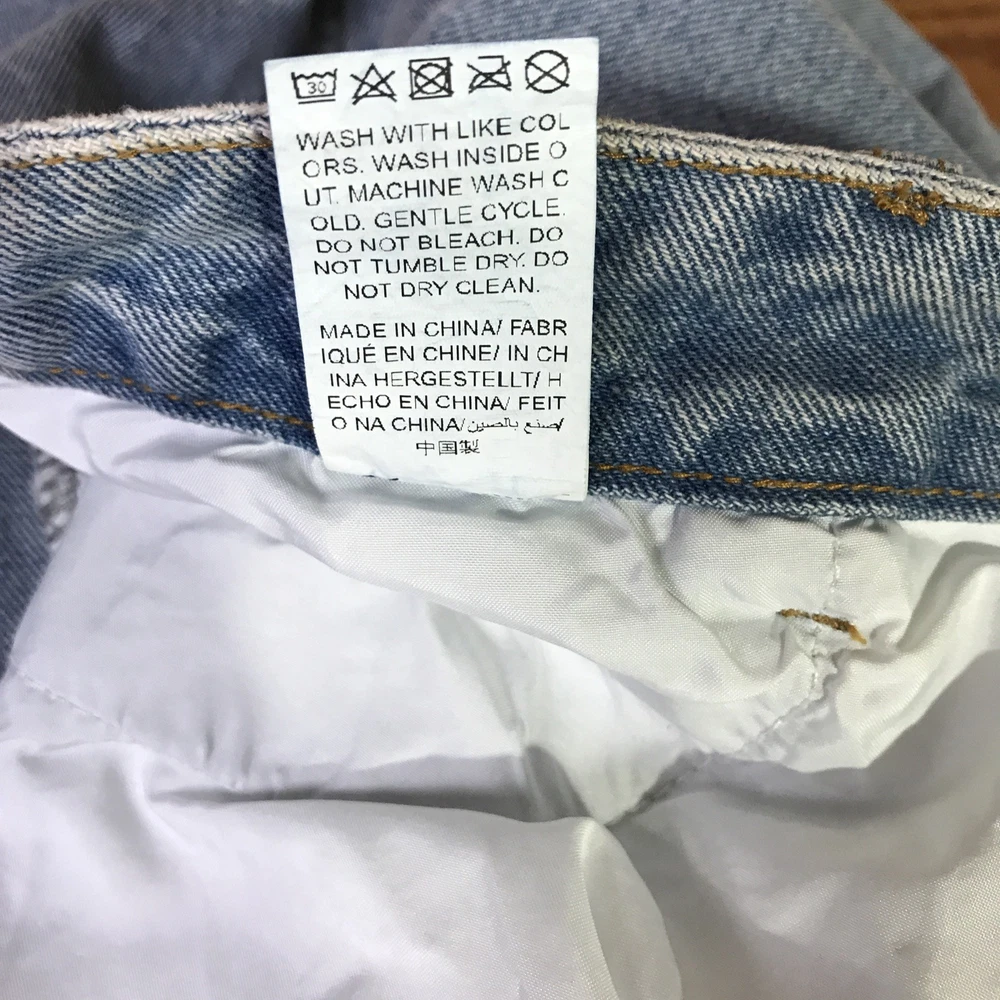 30
WASH WITH LIKE COL
ORS. WASH INSIDE O
UT. MACHINE WASH C
OLD. GENTLE CYCLE.
DO NOT BLEACH. DO
NOT TUMBLE DRY. DO
NOT DRY CLEAN.
MADE IN CHINA/ FABR
IQUÉ EN CHINE/ IN CH
INA HERGESTELLT/ H
ECHO EN CHINA/ FEIT
O NA CHINA/صنع بالصين/
中国製